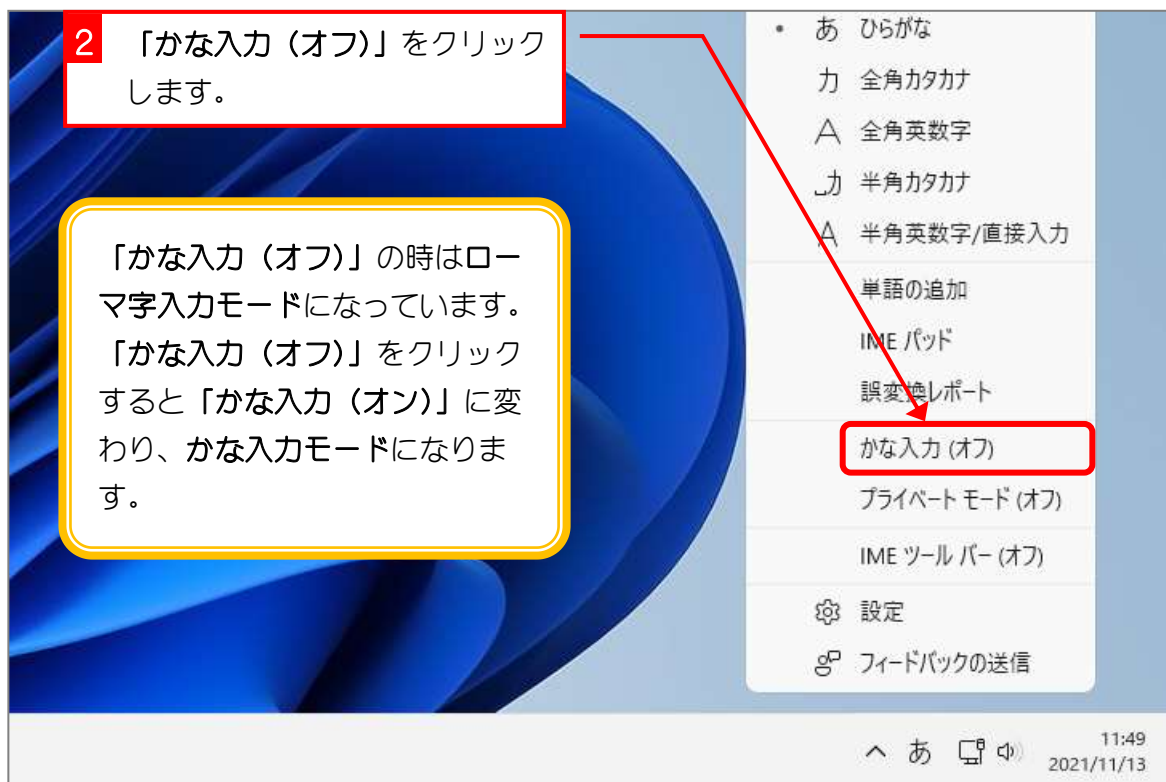 2 「かな入力（オフ）」をクリック
します。
「かな入力（オフ）」の時はロー
マ字入力モードになっています。
「かな入力（オフ）」をクリック
すると「かな入力（オン）」に変
わり、かな入力モードになりま
す。
• あ ひらがな
カ 全角カタカナ
A 全角英数字
_カ 半角カタカナ
A 半角英数字/直接入力
単語の追加
IME パッド
誤変換レポート
かな入力 (オフ)
プライベート モード (オフ)
IME ツール バー (オフ)
設定
フィードバックの送信
あ
11:49
2021/11/13